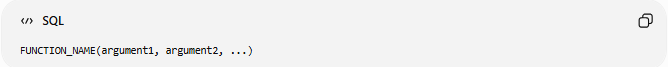 SQL
FUNCTION_NAME(argument1, argument2, ...)